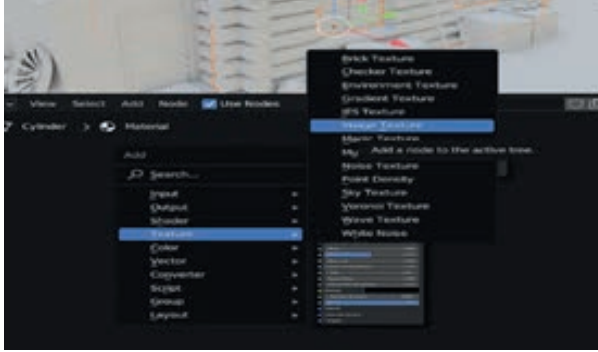 Brick Texture
Checker Texture
Environment Texture
Gradient Texture
IES Texture
Image Texture
Magic Texture
Add a node to the active tree.
Noise Texture
Point Density
Sky Texture
Voronoi Texture
Wave Texture
White Noise
View Select Add Node Use Nodes
Cylinder > Material
Add
Search...
Input
Output
Shader
Texture
Color
Vector
Converter
Script
Group
Layout